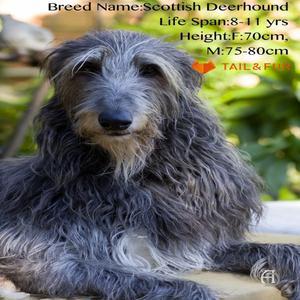 Breed Name:Scottish Deerhound
Life Span:8-11 yrs
Height:F:70cm,
M:75-80cm
TAIL & FUR